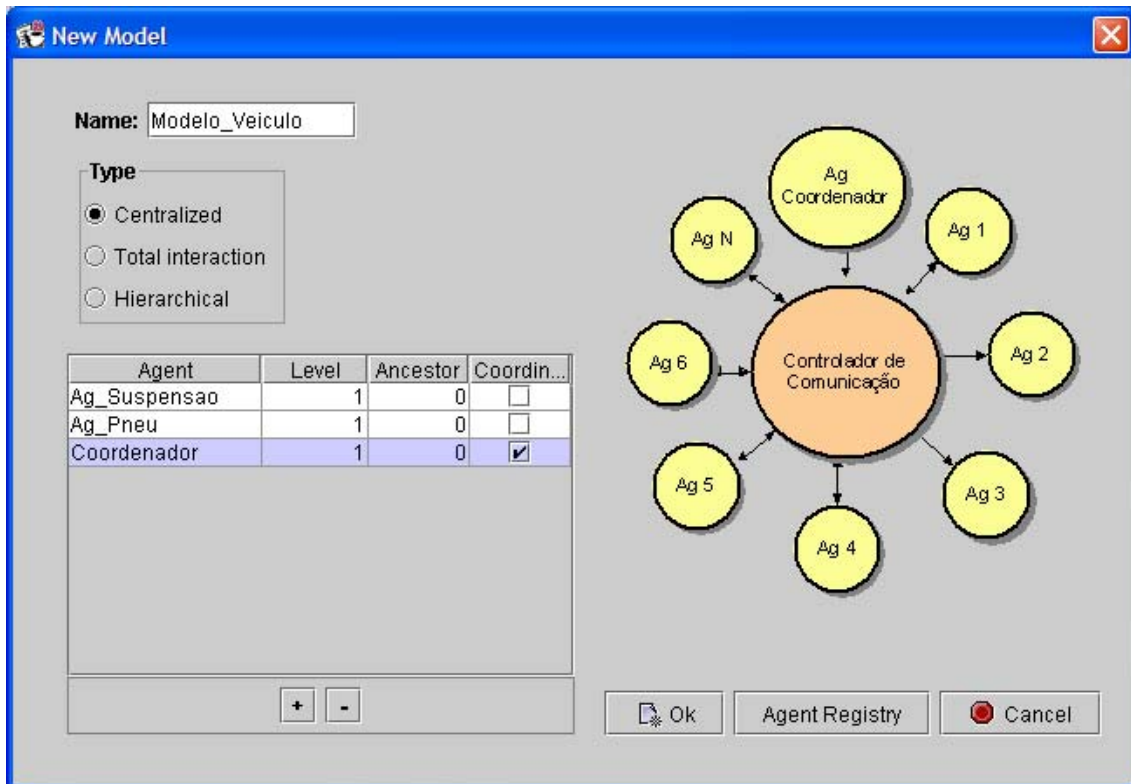 New Model
Name: Modelo_Veiculo
Type
Centralized
Total interaction
Hierarchical
Agent Level Ancestor Coordin...
Ag_Suspensao 1 0
Ag_Pneu 1 0
Coordenador 1 0
+ -
Ag
Coordenador
Ag N
Ag 1
Ag 6
Controlador de
Comunicação
Ag 2
Ag 5
Ag 3
Ag 4
Ok
Agent Registry
Cancel